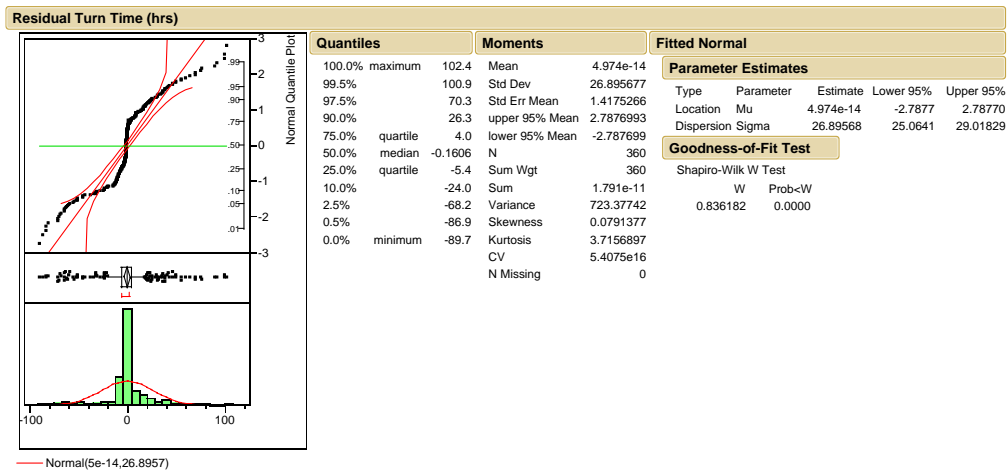 Residual Turn Time (hrs)
3
2
1
0
-1
-2
-3
.99
.95
.90
.75
.50
.25
.10
.05
.01
Normal Quantile Plot
-100 0 100
Normal(5e-14,26.8957)
Quantiles
100.0% maximum 102.4
99.5% 100.9
97.5% 70.3
90.0% 26.3
75.0% quartile 4.0
50.0% median -0.1606
25.0% quartile -5.4
10.0% -24.0
2.5% -68.2
0.5% -86.9
0.0% minimum -89.7
Moments
Mean 4.974e-14
Std Dev 26.895677
Std Err Mean 1.4175266
upper 95% Mean 2.7876993
lower 95% Mean -2.787699
N 360
Sum Wgt 360
Sum 1.791e-11
Variance 723.37742
Skewness 0.0791377
Kurtosis 3.7156897
CV 5.4075e16
N Missing 0
Fitted Normal
Parameter Estimates
Type Parameter Estimate Lower 95% Upper 95%
Location Mu 4.974e-14 -2.7877 2.78770
Dispersion Sigma 26.89568 25.0641 29.01829
Goodness-of-Fit Test
Shapiro-Wilk W Test
W Prob<W
0.836182 0.0000